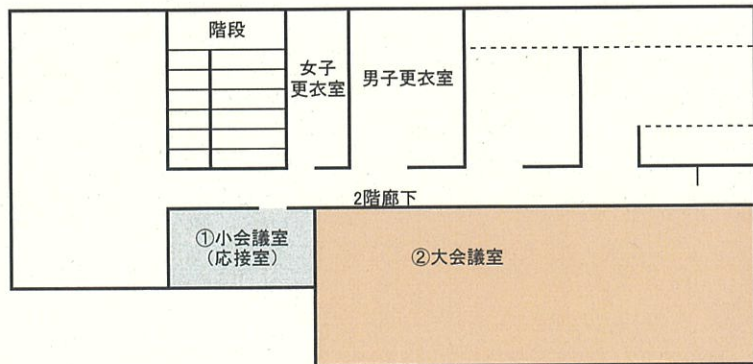 階段
女子
更衣室
男子更衣室
2階廊下
①小会議室
(応接室)
②大会議室